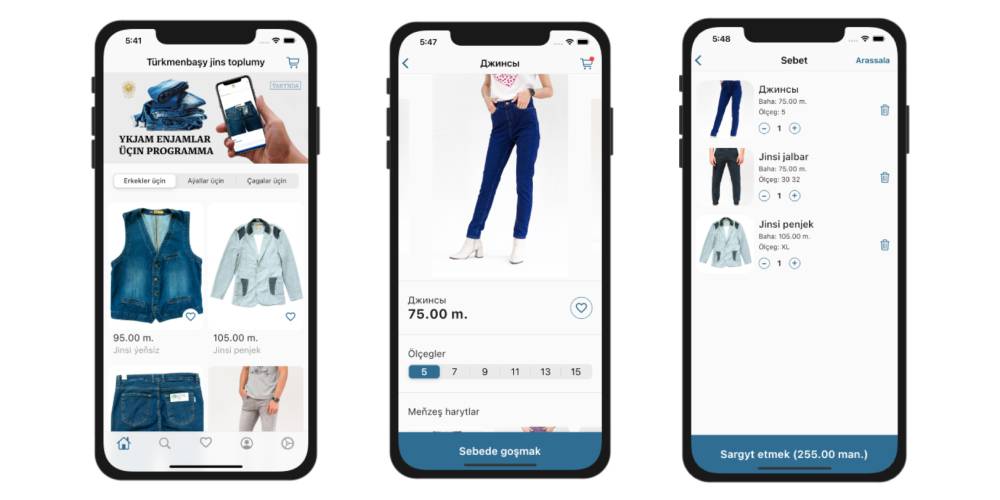 5:41
Türkmenbaşy jins toplumy
ÝAKYNDA
YKJAM ENJAMLAR
ÜÇIN PROGRAMMA
Erkekler üçin
Aýallar üçin
Çagalar üçin
95.00 m.
Jinsi ýeňsiz
105.00 m.
Jinsi penjek
5:47
Джинсы
Джинсы
75.00 m.
Ölçegler
5 7 9 11 13 15
Meňzeş harytlar
Sebede goşmak
5:48
Sebet
Arassala
Джинсы
Baha: 75.00 m.
Ölçeg: 5
1
Jinsi jalbar
Baha: 75.00 m.
Ölçeg: 30 32
1
Jinsi penjek
Baha: 105.00 m.
Ölçeg: XL
1
Sargyt etmek (255.00 man.)